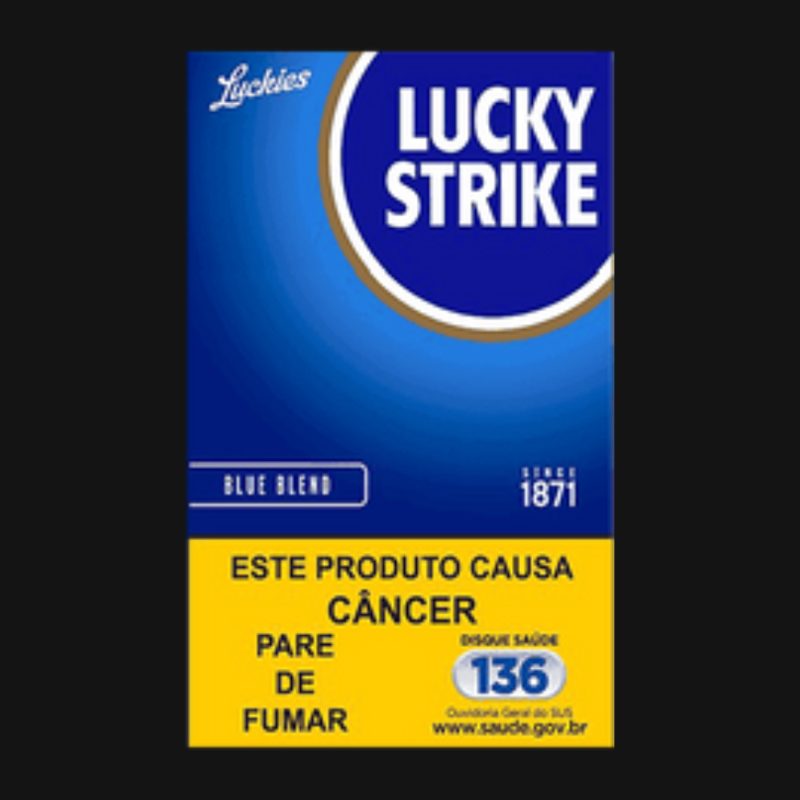 Luckies
LUCKY
STRIKE
BLUE BLEND
SINCE
1871
ESTE PRODUTO CAUSA
CÂNCER
PARE
DE
FUMAR
DISQUE SAÚDE
136
Ouvidoria Geral do SUS
www.saude.gov.br